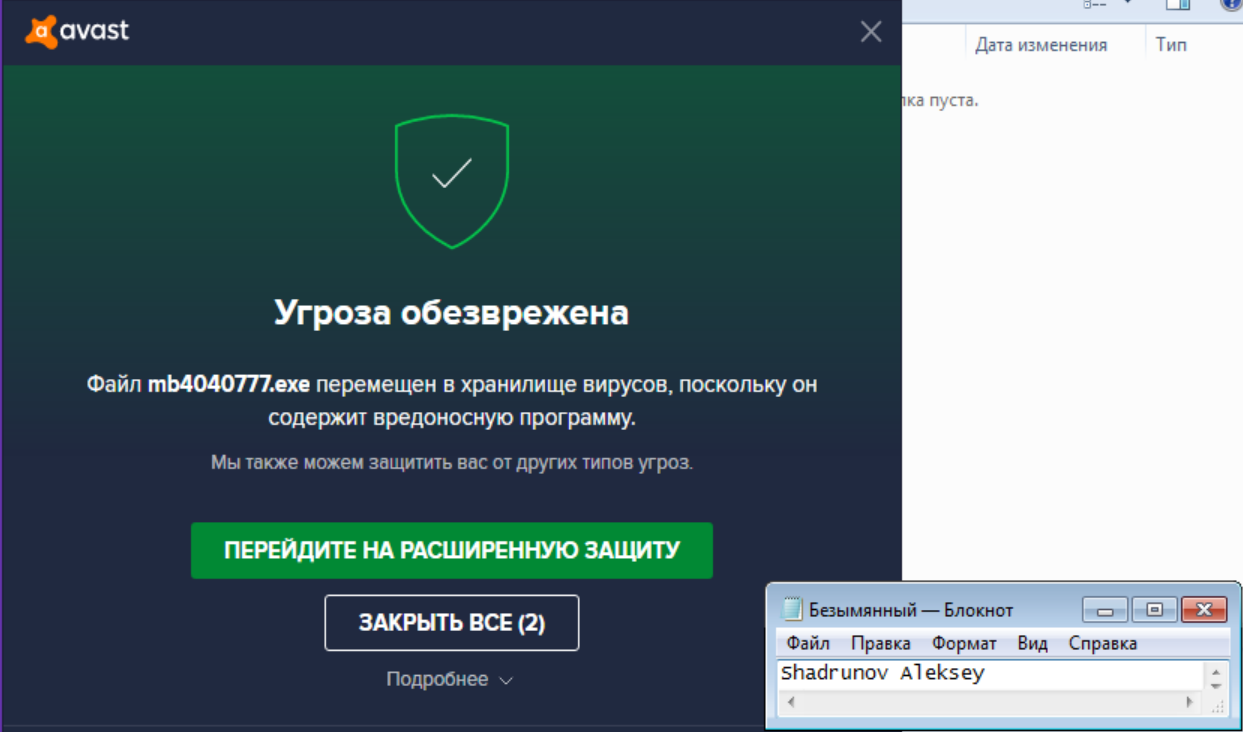 avast
Дата изменения
Тип
пка пуста.
Угроза обезврежена
Файл mb4040777.exe перемещен в хранилище вирусов, поскольку он
содержит вредоносную программу.
Мы также можем защитить вас от других типов угроз.
ПЕРЕЙДИТЕ НА РАСШИРЕННУЮ ЗАЩИТУ
ЗАКРЫТЬ ВСЕ (2)
Подробнее
Безымянный — Блокнот
Файл Правка Формат Вид Справка
Shadrunov Aleksey